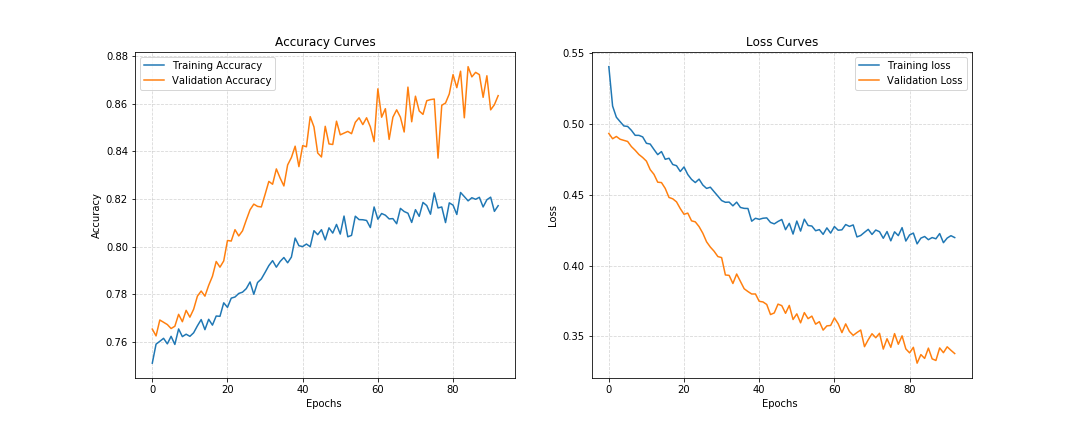 Accuracy Curves
Training Accuracy
Validation Accuracy
0.88
0.86
0.84
0.82
0.80
0.78
0.76
Accuracy
0
20
40
60
80
Epochs
Loss Curves
Training loss
Validation Loss
0.55
0.50
0.45
0.40
0.35
Loss
0
20
40
60
80
Epochs